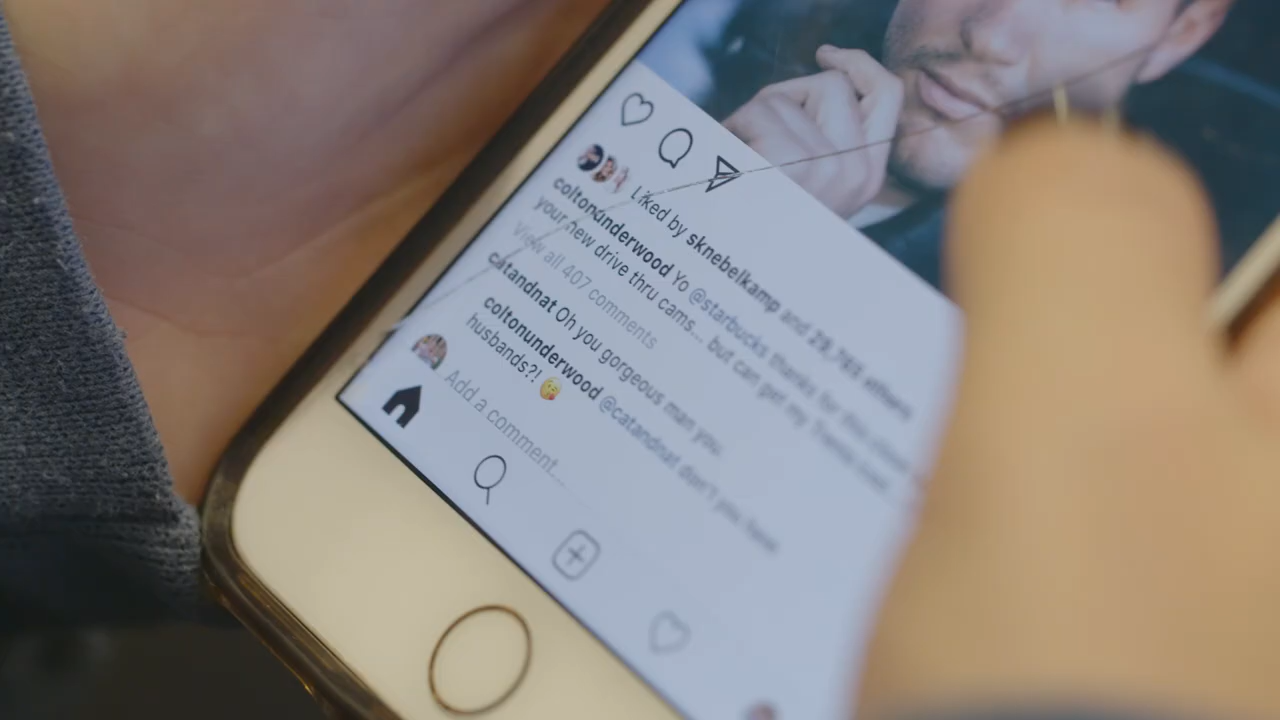 Liked by sknebelkamp and 29,765 others
coltonunderwood Yo @starbucks thanks for this
your new drive thru cams... but can get my
View all 407 comments
catandnat Oh you gorgeous man you.
coltonunderwood @catandnat don't you have
husbands?! 😘
Add a comment...